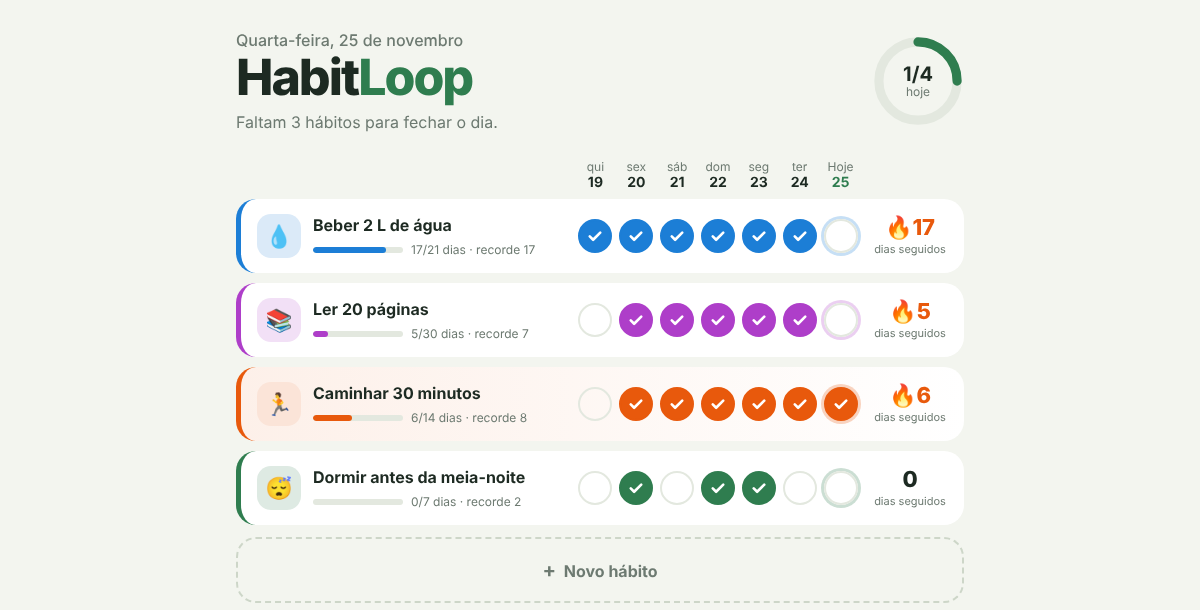 Quarta-feira, 25 de novembro
HabitLoop
Faltam 3 hábitos para fechar o dia.
1/4
hoje
qui sex sáb dom seg ter Hoje
19 20 21 22 23 24 25
Beber 2 L de água
17/21 dias · recorde 17
17
dias seguidos
Ler 20 páginas
5/30 dias · recorde 7
5
dias seguidos
Caminhar 30 minutos
6/14 dias · recorde 8
6
dias seguidos
Dormir antes da meia-noite
0/7 dias · recorde 2
0
dias seguidos
+ Novo hábito